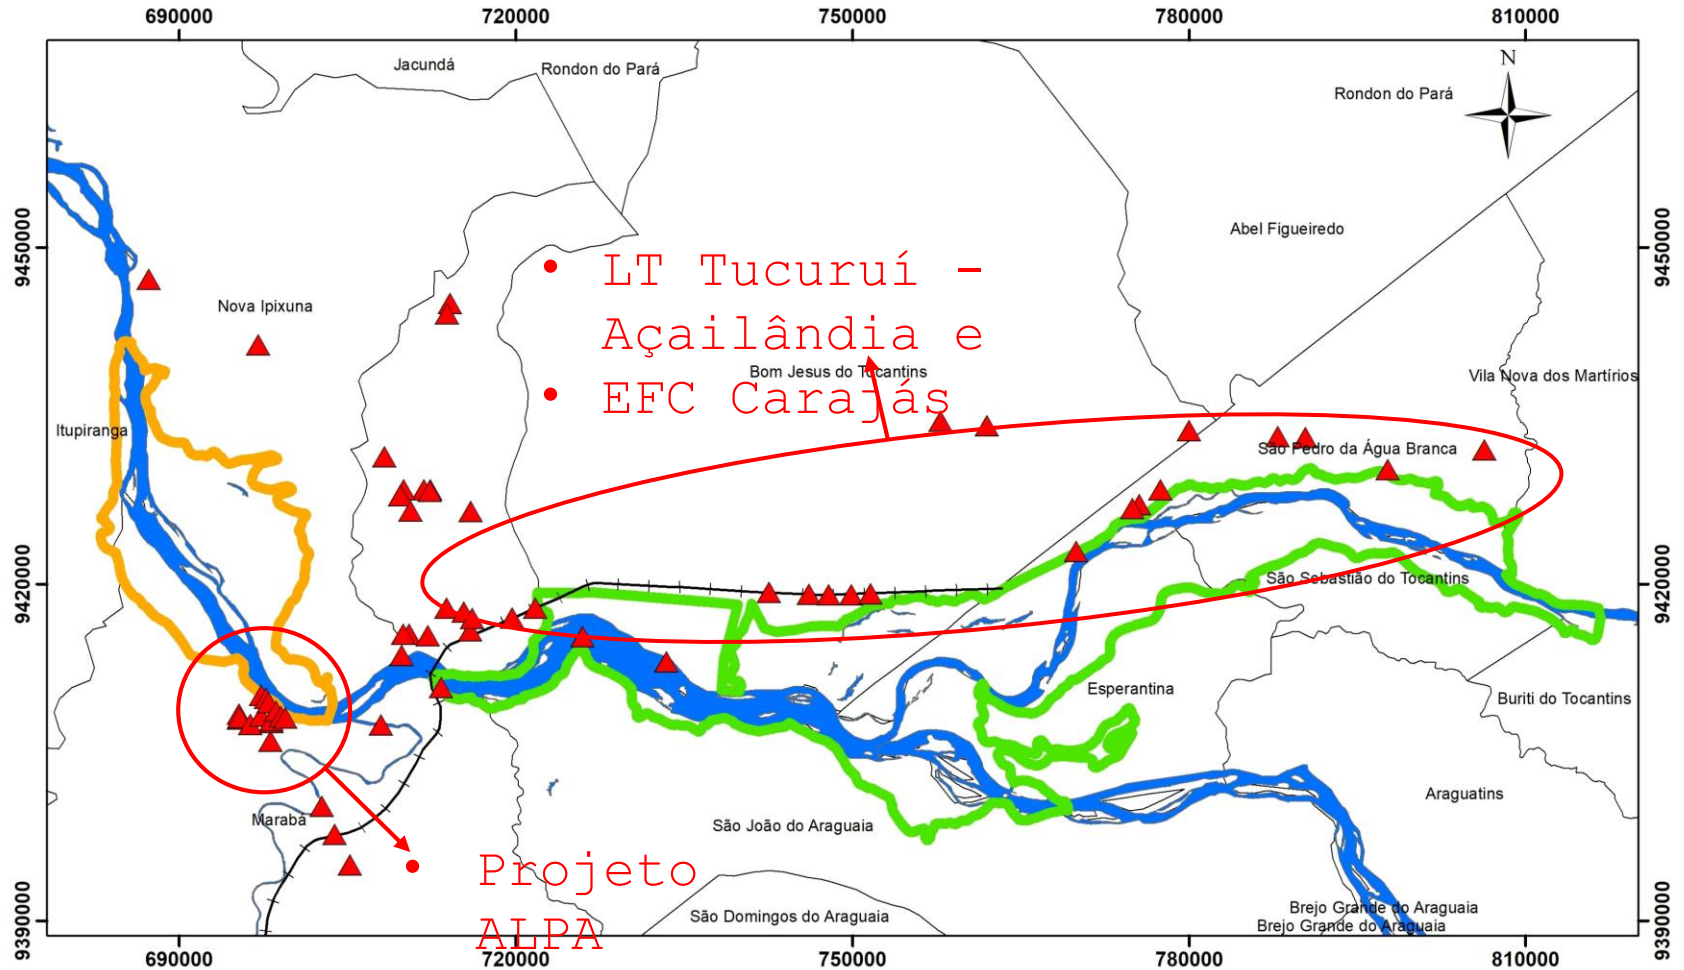 690000
720000
750000
780000
810000
Jacundá
Rondon do Pará
Rondon do Pará
N
9450000
9450000
Abel Figueiredo
Nova Ipixuna
• LT Tucuruí -
Açailândia e
Bom Jesus do Tocantins
• EFC Carajás
Vila Nova dos Martírios
Itupiranga
São Pedro da Água Branca
9420000
9420000
São Sebastião do Tocantins
Esperantina
Buriti do Tocantins
Araguatins
Marabá
São João do Araguaia
• Projeto
ALPA
9390000
9390000
São Domingos do Araguaia
Brejo Grande do Araguaia
Brejo Grande do Araguaia
690000
720000
750000
780000
810000